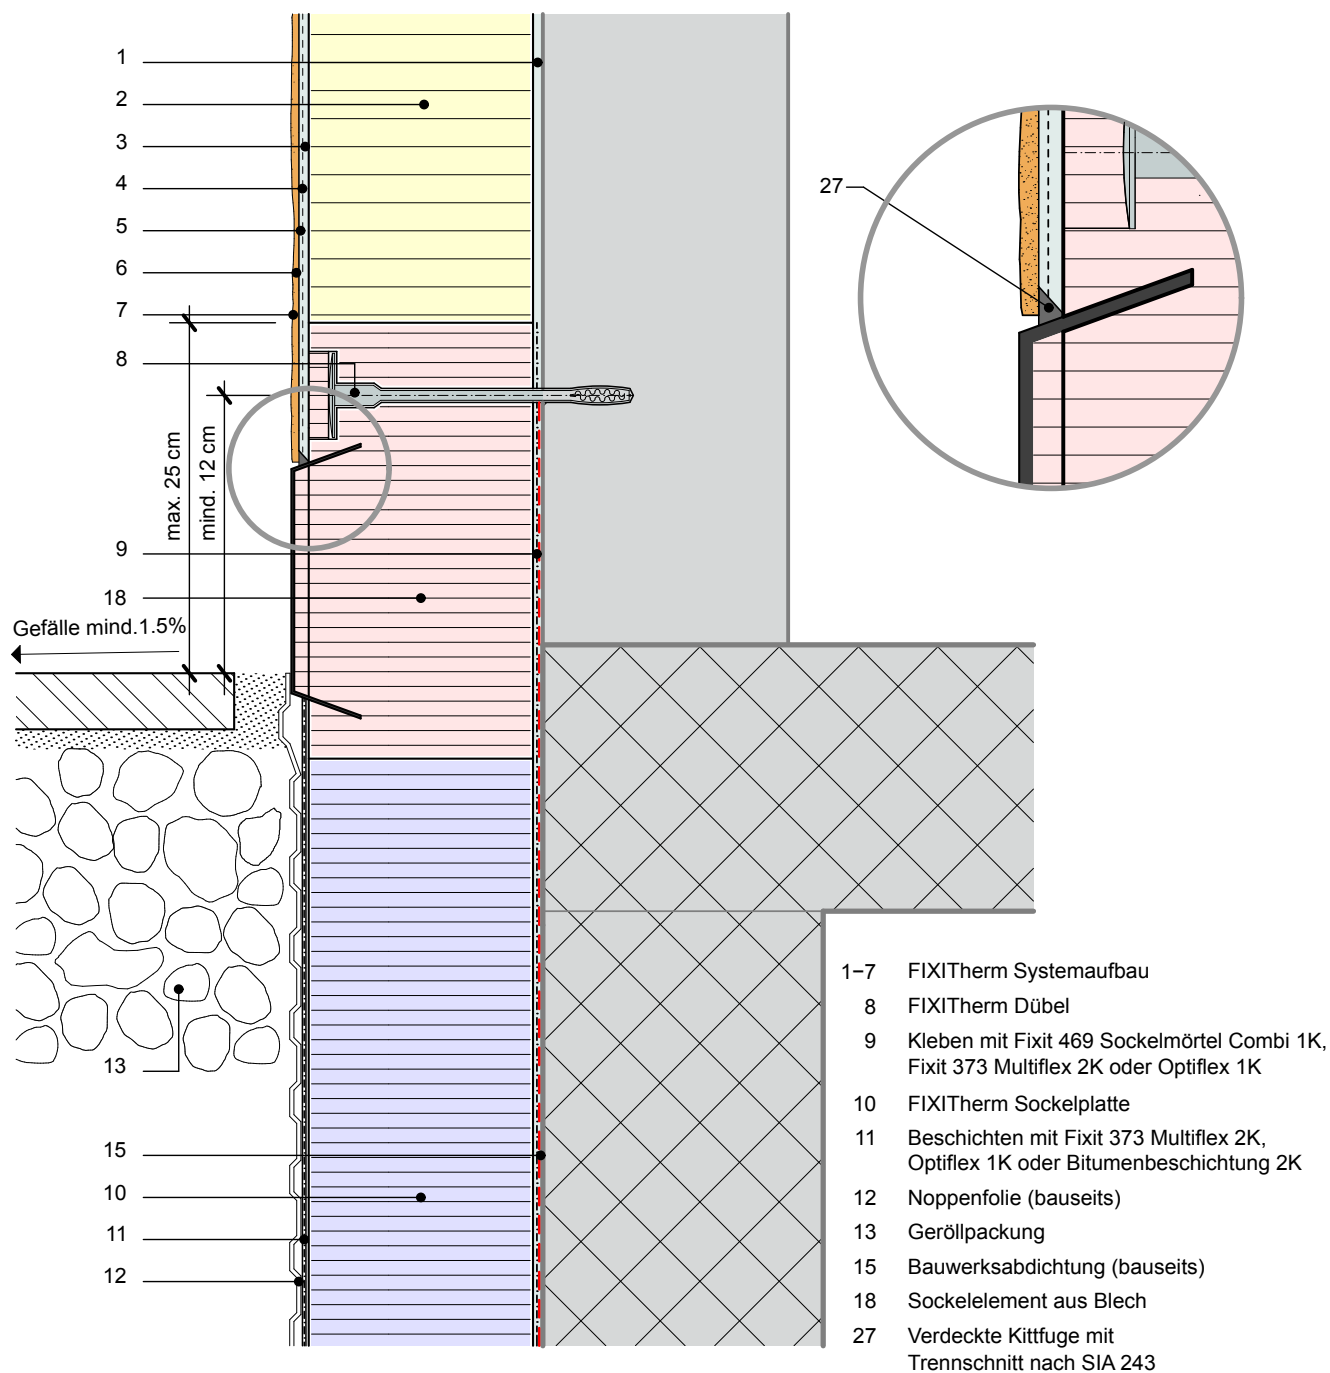 1
2
3
4
5
6
7
8
max. 25 cm
mind. 12 cm
9
18
Gefälle mind.1.5%
13
15
10
11
12
27
1–7 FIXITherm Systemaufbau
8 FIXITherm Dübel
9 Kleben mit Fixit 469 Sockelmörtel Combi 1K,
Fixit 373 Multiflex 2K oder Optiflex 1K
10 FIXITherm Sockelplatte
11 Beschichten mit Fixit 373 Multiflex 2K,
Optiflex 1K oder Bitumenbeschichtung 2K
12 Noppenfolie (bauseits)
13 Geröllpackung
15 Bauwerksabdichtung (bauseits)
18 Sockelelement aus Blech
27 Verdeckte Kittfuge mit
Trennschnitt nach SIA 243